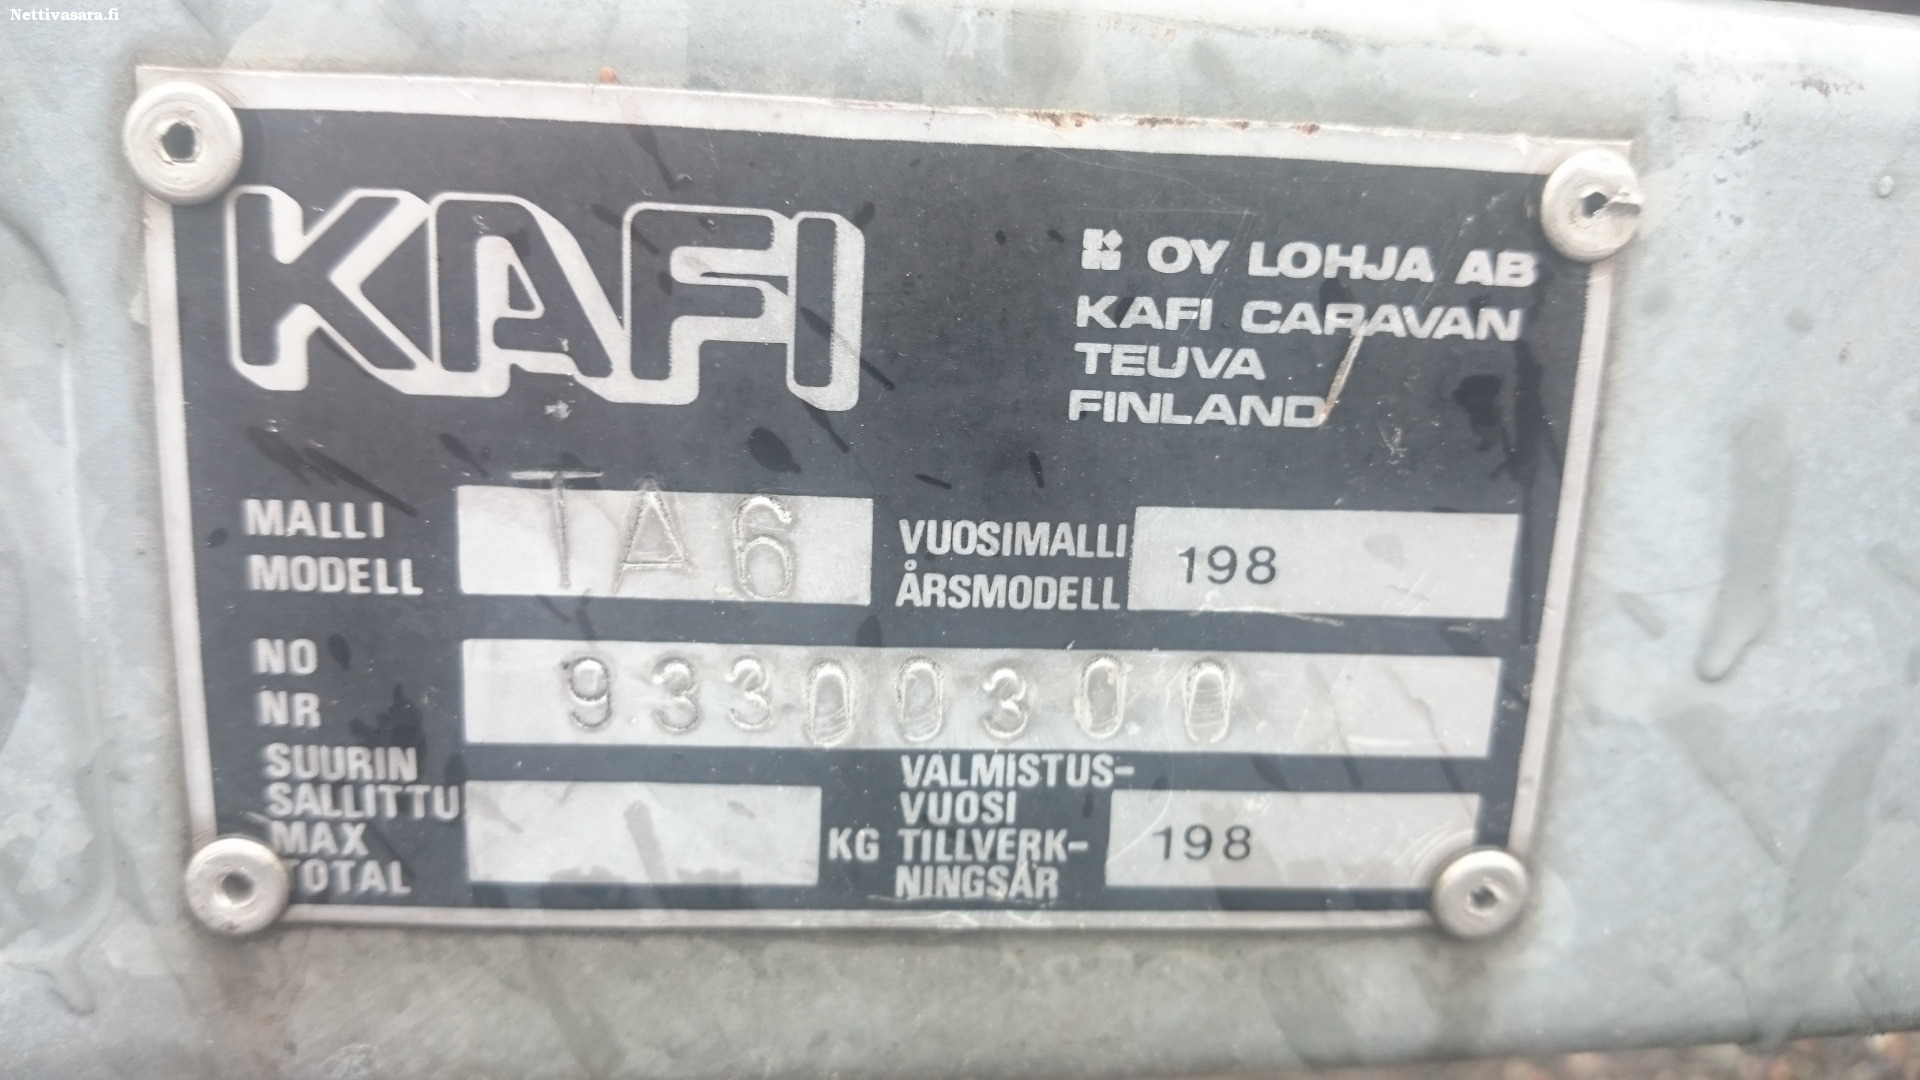 Nettivasara.fi
KAFI
OY LOHJA AB
KAFI CARAVAN
TEUVA
FINLAND
MALLI
MODELL
TA6
VUOSIMALLI
ÅRSMODELL
198
NO
NR
93300300
SUURIN
SALLITTU
MAX
TOTAL
KG
VALMISTUS-
VUOSI
TILLVERK-
NINGSÅR
198